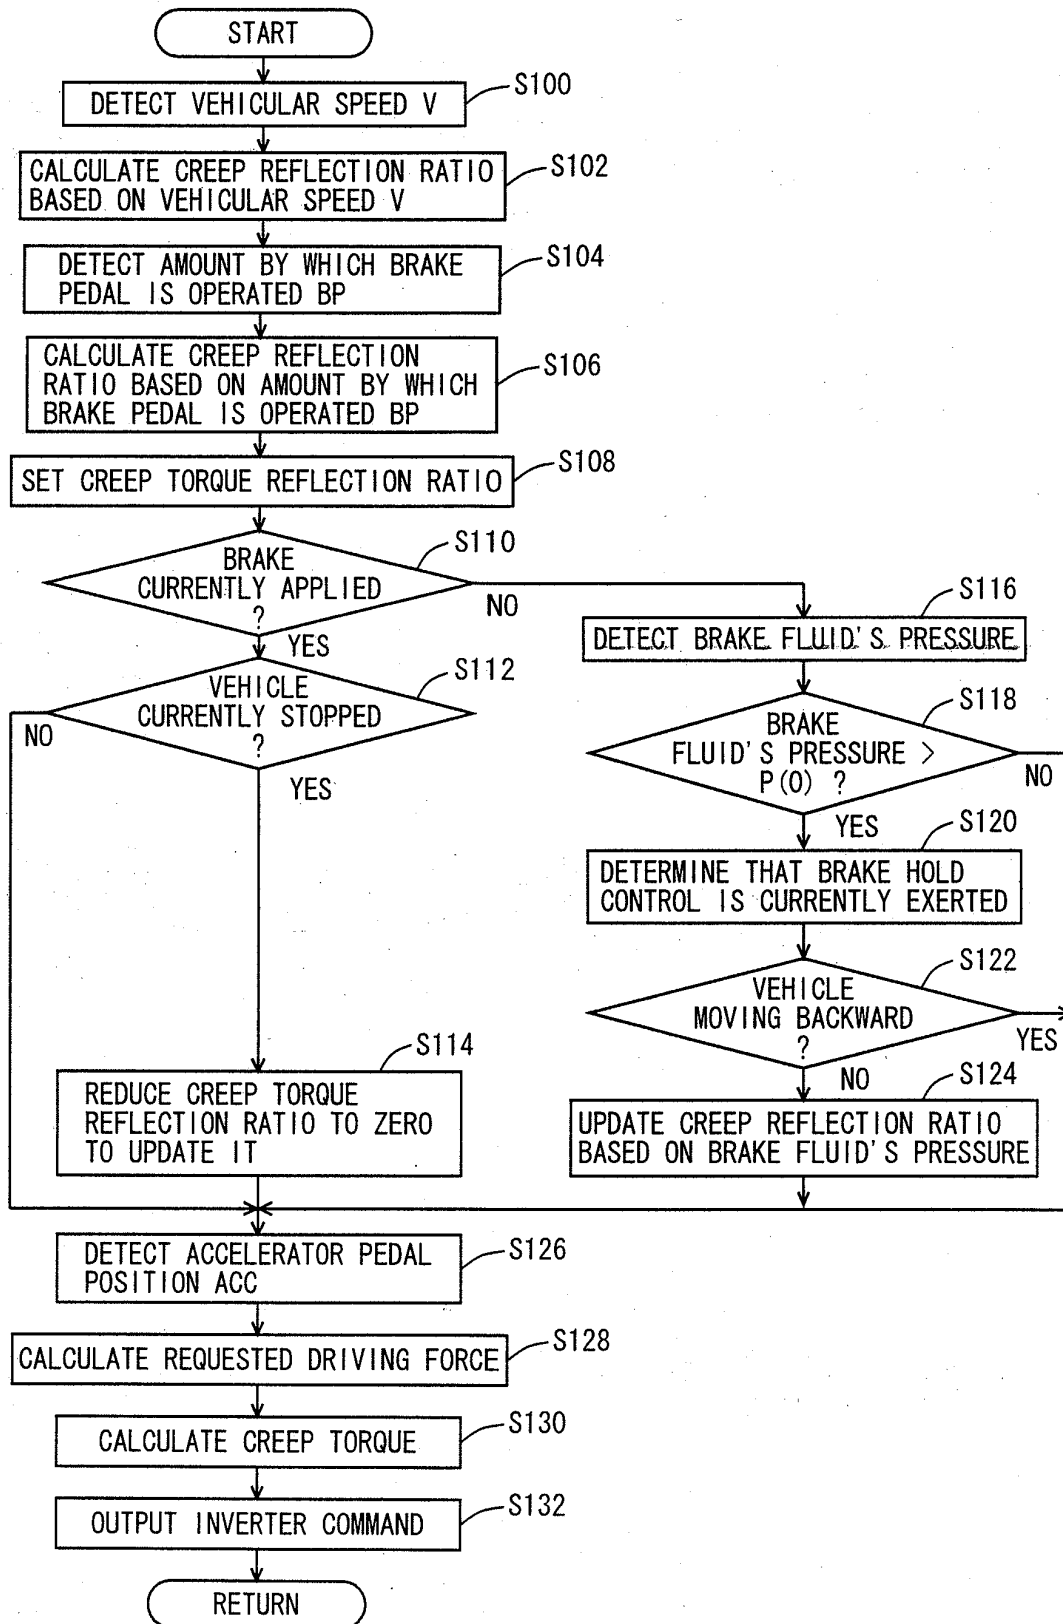 START
DETECT VEHICULAR SPEED V
S100
CALCULATE CREEP REFLECTION RATIO
BASED ON VEHICULAR SPEED V
S102
DETECT AMOUNT BY WHICH BRAKE
PEDAL IS OPERATED BP
S104
CALCULATE CREEP REFLECTION
RATIO BASED ON AMOUNT BY WHICH
BRAKE PEDAL IS OPERATED BP
S106
SET CREEP TORQUE REFLECTION RATIO
S108
BRAKE
CURRENTLY APPLIED
?
S110
NO
YES
VEHICLE
CURRENTLY STOPPED
?
S112
NO
YES
REDUCE CREEP TORQUE
REFLECTION RATIO TO ZERO
TO UPDATE IT
S114
DETECT BRAKE FLUID'S PRESSURE
S116
BRAKE
FLUID'S PRESSURE >
P(0) ?
S118
NO
YES
DETERMINE THAT BRAKE HOLD
CONTROL IS CURRENTLY EXERTED
S120
VEHICLE
MOVING BACKWARD
?
S122
YES
NO
UPDATE CREEP REFLECTION RATIO
BASED ON BRAKE FLUID'S PRESSURE
S124
DETECT ACCELERATOR PEDAL
POSITION ACC
S126
CALCULATE REQUESTED DRIVING FORCE
S128
CALCULATE CREEP TORQUE
S130
OUTPUT INVERTER COMMAND
S132
RETURN